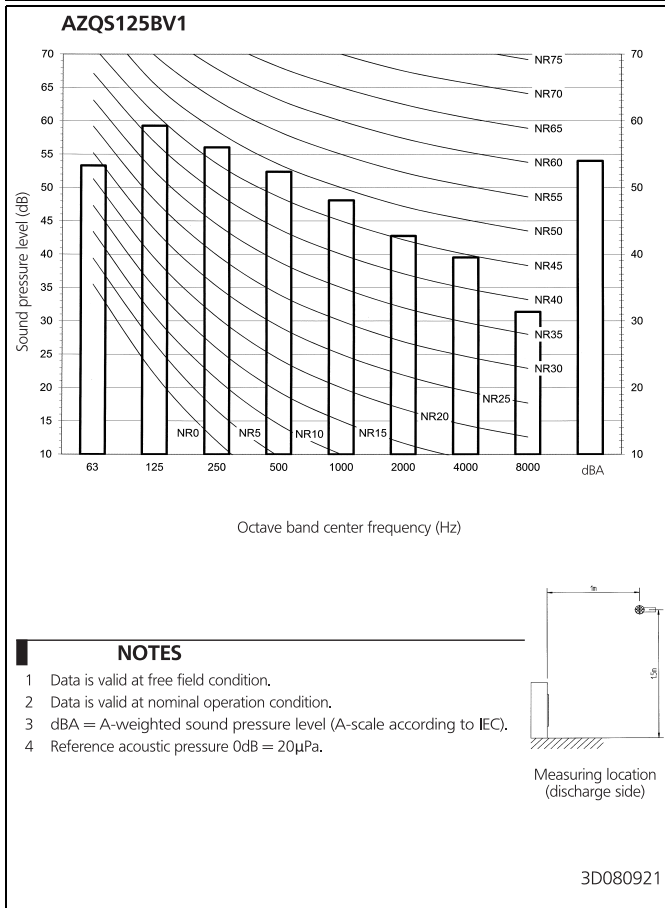 AZQS125BV1
70
65
60
55
50
45
40
35
30
25
20
15
10
70
60
50
40
30
20
10
NR75
NR70
NR65
NR60
NR55
NR50
NR45
NR40
NR35
NR30
NR25
NR20
NR0 NR5 NR10 NR15
63 125 250 500 1000 2000 4000 8000 dBA
Sound pressure level (dB)
Octave band center frequency (Hz)
1m
1.5m
NOTES
1 Data is valid at free field condition.
2 Data is valid at nominal operation condition.
3 dBA = A-weighted sound pressure level (A-scale according to IEC).
4 Reference acoustic pressure 0dB = 20µPa.
Measuring location
(discharge side)
3D080921